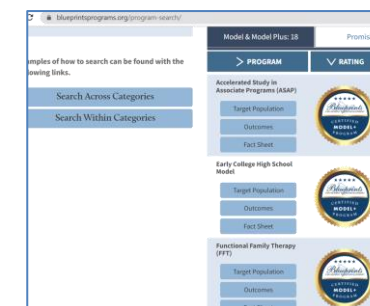 blueprintsprograms.org/program-search/
Model & Model Plus: 18
Promis
amples of how to search can be found with the
lowing links.
Search Across Categories
Search Within Categories
PROGRAM
RATING
Accelerated Study in
Associate Programs (ASAP)
Target Population
Outcomes
Fact Sheet
Blueprints
CERTIFIED
MODEL+
PROGRAM
Early College High School
Model
Target Population
Outcomes
Fact Sheet
Blueprints
CERTIFIED
MODEL+
PROGRAM
Functional Family Therapy
(FFT)
Target Population
Outcomes
Blueprints
CERTIFIED
MODEL+
PROGRAM